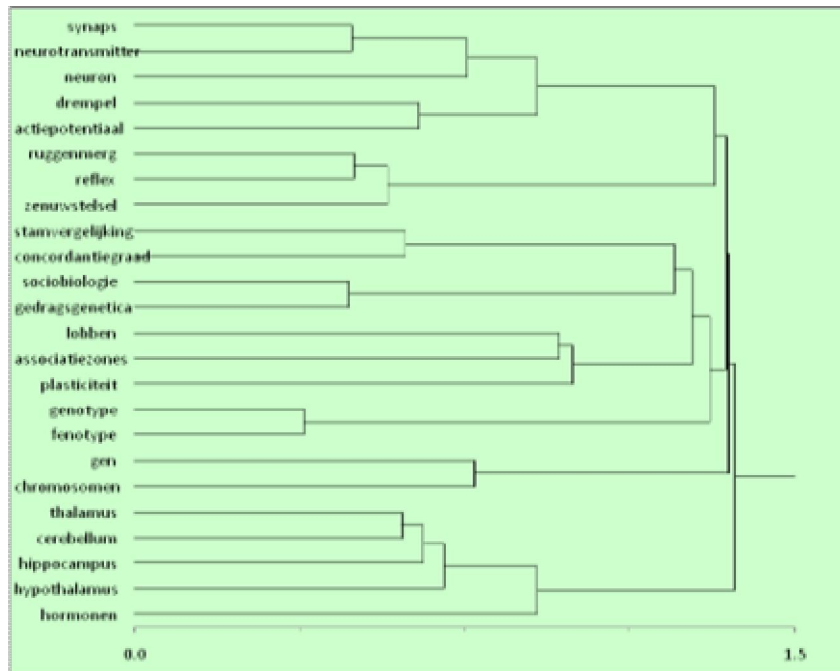 synaps
neurotransmitter
neuron
drempel
actiepotentiaal
ruggenmerg
reflex
zenuwstelsel
stamvergelijking
concordantiegraad
sociobiologie
gedragsgenetica
lobben
associatiezones
plasticiteit
genotype
fenotype
gen
chromosomen
thalamus
cerebellum
hippocampus
hypothalamus
hormonen
0.0 1.5